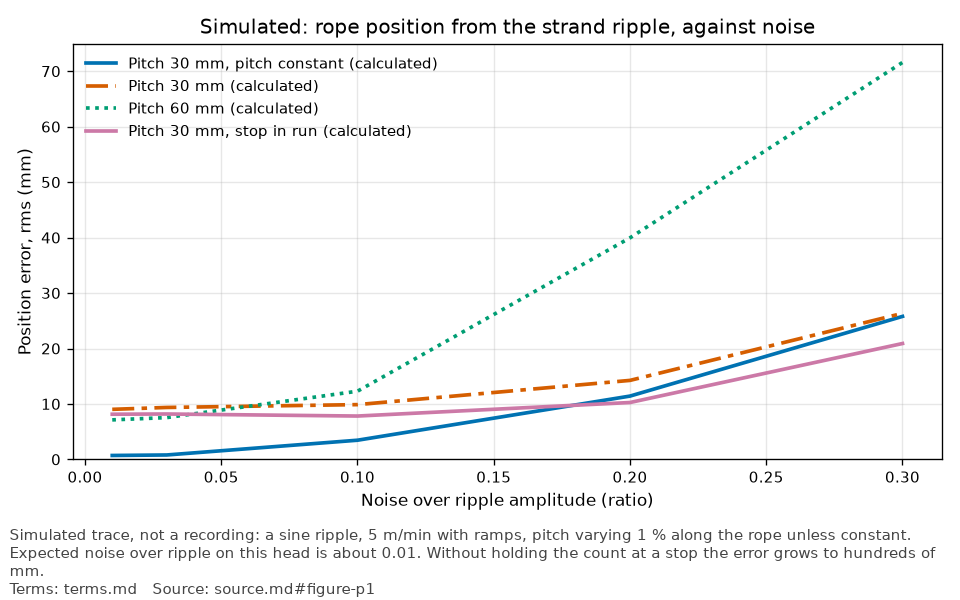 Simulated: rope position from the strand ripple, against noise
Pitch 30 mm, pitch constant (calculated)
Pitch 30 mm (calculated)
Pitch 60 mm (calculated)
Pitch 30 mm, stop in run (calculated)
Position error, rms (mm)
70
60
50
40
30
20
10
0
0.00 0.05 0.10 0.15 0.20 0.25 0.30
Noise over ripple amplitude (ratio)
Simulated trace, not a recording: a sine ripple, 5 m/min with ramps, pitch varying 1 % along the rope unless constant.
Expected noise over ripple on this head is about 0.01. Without holding the count at a stop the error grows to hundreds of
mm.
Terms: terms.md Source: source.md#figure-p1